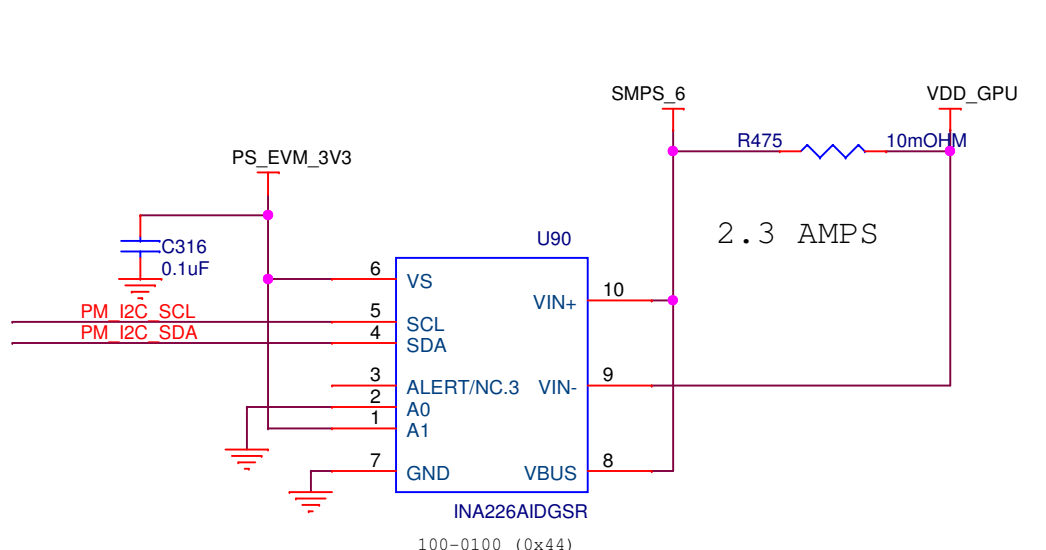 SMPS_6
VDD_GPU
R475
10mOHM
PS_EVM_3V3
2.3 AMPS
C316
0.1uF
U90
6
VS
10
VIN+
PM_I2C_SCL
5
SCL
PM_I2C_SDA
4
SDA
3
ALERT/NC.3
VIN-
9
2
A0
1
A1
7
GND
VBUS
8
INA226AIDGSR
100-0100 (0x44)